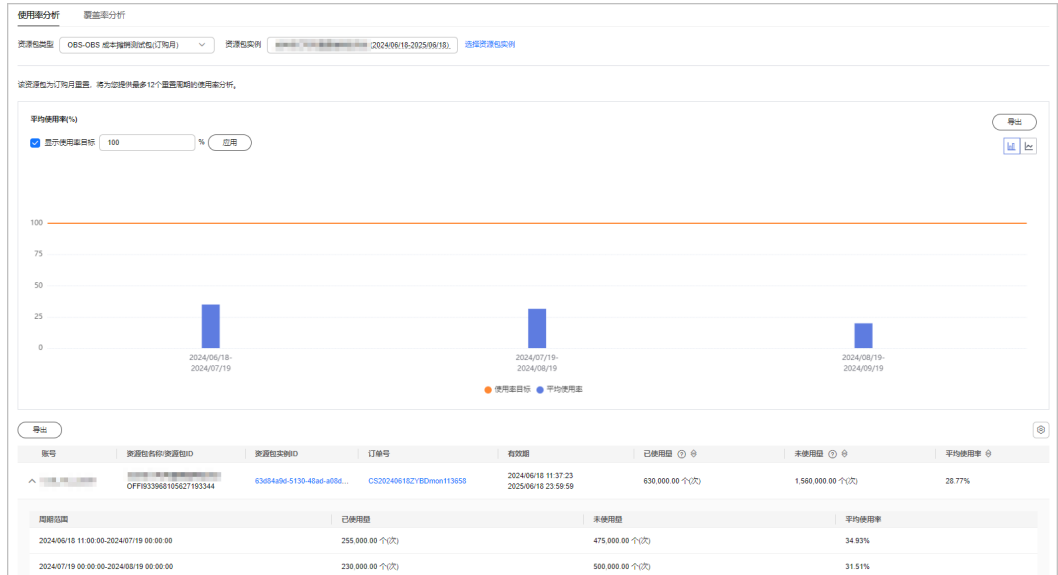 使用率分析 覆盖率分析
资源包类型 OBS-OBS 成本摊销测试包(订购月) 资源包实例 (2024/06/18-2025/06/18) 选择资源包实例
该资源包为订购月重置，将为您提供最多12个重置周期的使用率分析。
平均使用率(%)
导出
显示使用率目标 100 % 应用
100
75
50
25
0
2024/06/18- 2024/07/19- 2024/08/19-
2024/07/19 2024/08/19 2024/09/19
使用率目标 平均使用率
导出
账号 资源包名称/资源包ID 资源包实例ID 订单号 有效期 已使用量 未使用量 平均使用率
2024/06/18 11:37:23
63d84a9d-5130-48ad-a08d... CS20240618ZYBDmon113658 630,000.00 个(次) 1,560,000.00 个(次) 28.77%
OFFI933968105627193344 2025/06/18 23:59:59
周期范围 已使用量 未使用量 平均使用率
2024/06/18 11:00:00-2024/07/19 00:00:00 255,000.00 个(次) 475,000.00 个(次) 34.93%
2024/07/19 00:00:00-2024/08/19 00:00:00 230,000.00 个(次) 500,000.00 个(次) 31.51%